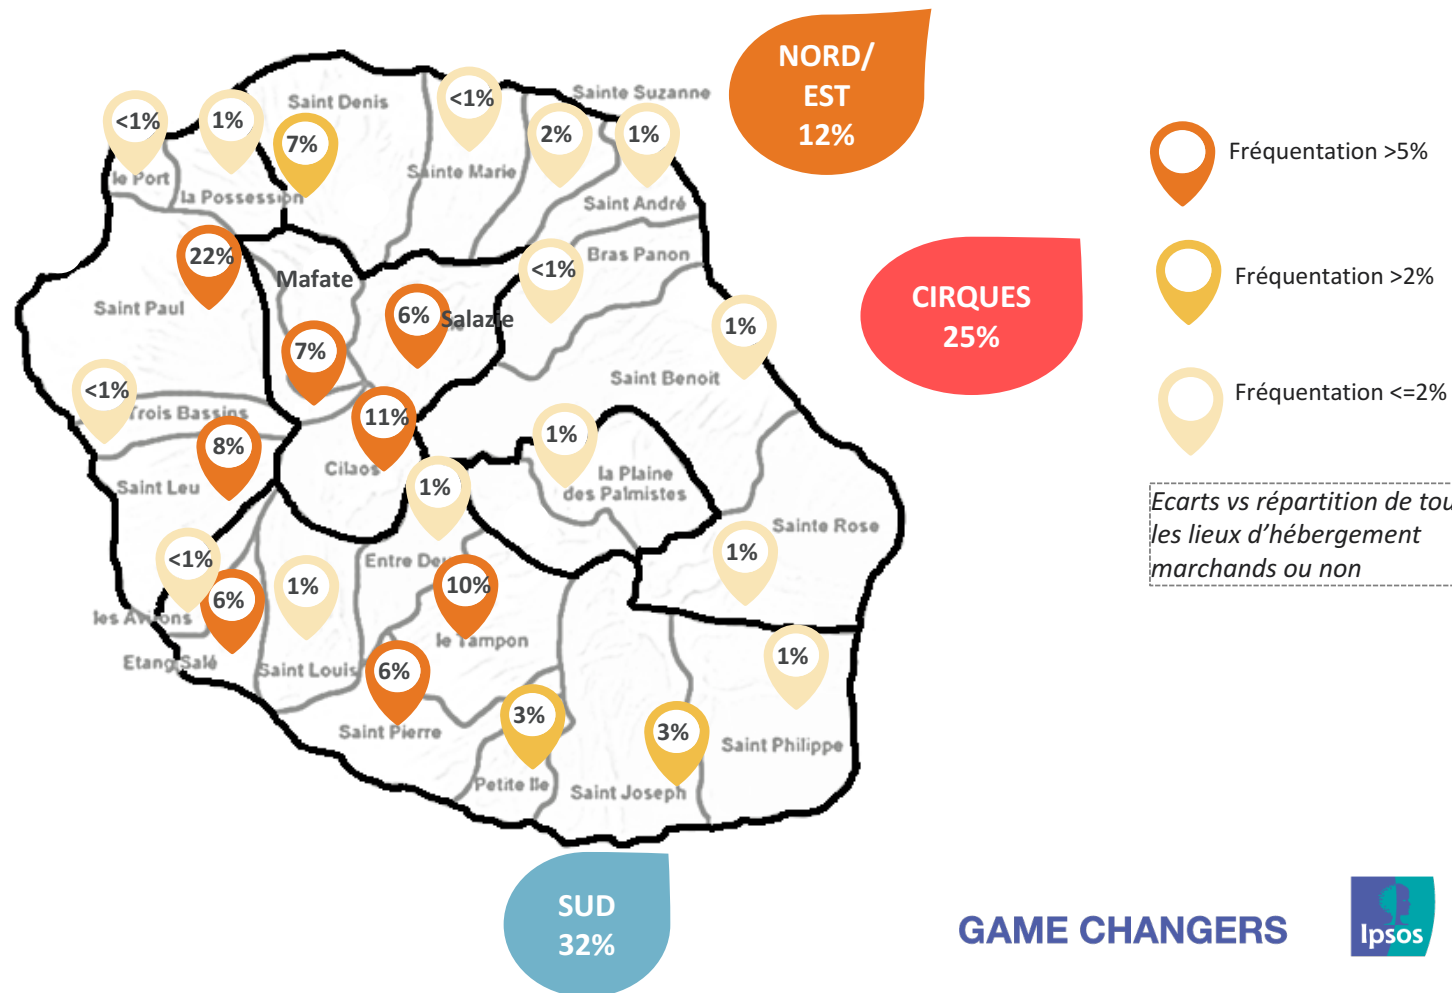 NORD/
EST
12%
Saint Denis
Sainte Suzanne
<1%
<1%
1%
7%
2%
1%
Fréquentation >5%
le Port
la Possession
Sainte Marie
Saint André
22%
Mafate
<1%
Bras Panon
Fréquentation >2%
CIRQUES
25%
Saint Paul
6%
Salazie
1%
7%
<1%
Saint Benoit
Fréquentation <=2%
Trois Bassins
11%
8%
1%
Cilaos
la Plaine
des Palmistes
Saint Leu
1%
Ecarts vs répartition de tou
les lieux d’hébergement
marchands ou non
Sainte Rose
<1%
1%
Entre De
10%
1%
6%
les Avirons
le Tampon
Etang Salé
Saint Louis
6%
1%
Saint Pierre
3%
3%
Saint Philippe
Petite Ile
Saint Joseph
SUD
32%
GAME CHANGERS
Ipsos